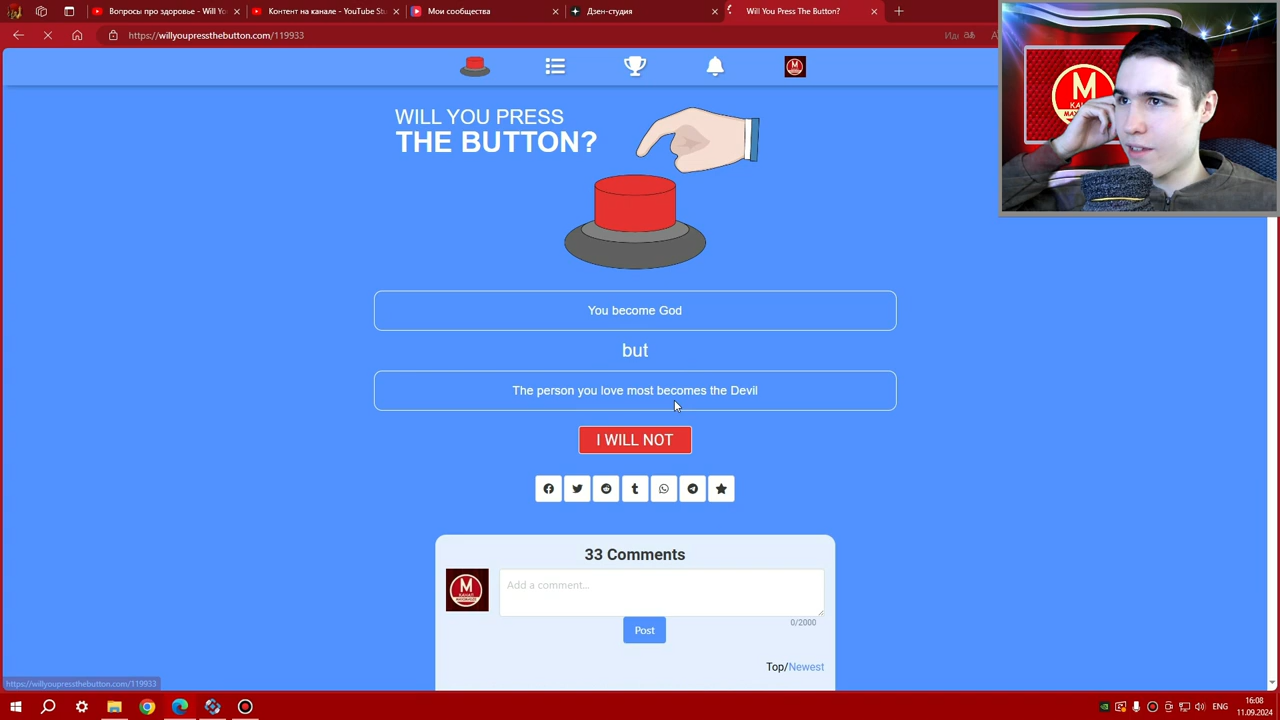 Вопросы про здоровье - Will Yo
Контент на канале - YouTube Stu
Мои сообщества
Дзен-студия
Will You Press The Button?
https://willyoupressthebutton.com/119933
WILL YOU PRESS
THE BUTTON?
M
КАНАЛ
You become God
but
The person you love most becomes the Devil
I WILL NOT
33 Comments
Add a comment...
0/2000
Post
Top/Newest
https://willyoupressthebutton.com/119933
ENG
16:08
11.09.2024